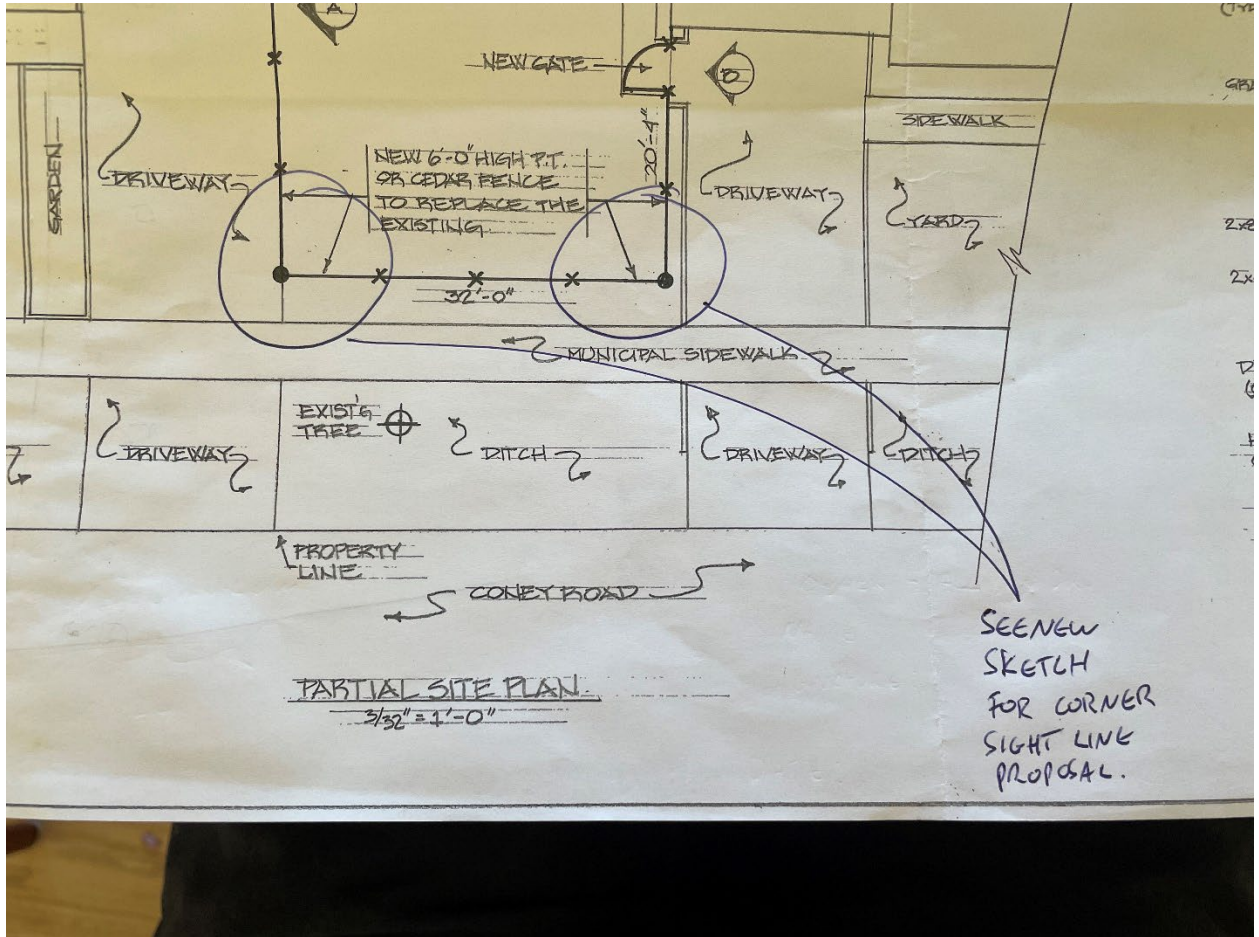 A
NEW GATE
B
SIDEWALK
GARDEN
DRIVEWAY
NEW 6'-0" HIGH P.T.
OR CEDAR FENCE
TO REPLACE THE
EXISTING
20'-4"
DRIVEWAY
YARD
32'-0"
MUNICIPAL SIDEWALK
EXIST'G
TREE
DRIVEWAY
DITCH
DRIVEWAY
DITCH
PROPERTY
LINE
CONEY ROAD
SEE NEW
SKETCH
FOR CORNER
SIGHT LINE
PROPOSAL.
PARTIAL SITE PLAN
3/32" = 1'-0"